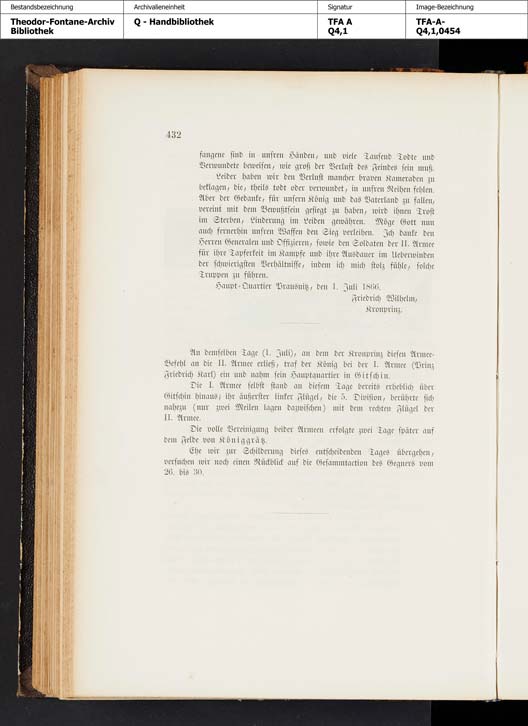 Bestandsbezeichnung Archivalieneinheit Signatur Image-Bezeichnung
Theodor-Fontane-Archiv Q - Handbibliothek TFA A TFA-A-
Bibliothek Q4,1 Q4,1,0454
432
fangene sind in unsren Händen, und viele Tausend Todte und
Verwundete beweisen, wie groß der Verlust des Feindes sein muß.
Leider haben wir den Verlust mancher braven Kameraden zu
beklagen, die, theils todt oder verwundet, in unsren Reihen fehlen.
Aber der Gedanke, für unsern König und das Vaterland zu fallen,
vereint mit dem Bewußtsein gesiegt zu haben, wird ihnen Trost
im Sterben, Linderung im Leiden gewähren. Möge Gott nun
auch fernerhin unsren Waffen den Sieg verleihen. Ich danke den
Herren Generalen und Offizieren, sowie den Soldaten der II. Armee
für ihre Tapferkeit im Kampfe und ihre Ausdauer im Ueberwinden
der schwierigsten Verhältnisse, indem ich mich stolz fühle, solche
Truppen zu führen.
Haupt-Quartier Prausnitz, den 1. Juli 1866.
Friedrich Wilhelm,
Kronprinz.
An demselben Tage (1. Juli), an dem der Kronprinz diesen Armee-
Befehl an die II. Armee erließ, traf der König bei der I. Armee (Prinz
Friedrich Karl) ein und nahm sein Hauptquartier in Gitschin.
Die I. Armee selbst stand an diesem Tage bereits erheblich über
Gitschin hinaus; ihr äußerster linker Flügel, die 5. Division, berührte sich
nahezu (nur zwei Meilen lagen dazwischen) mit dem rechten Flügel der
II. Armee.
Die volle Vereinigung beider Armeen erfolgte zwei Tage später auf
dem Felde von Königgrätz.
Ehe wir zur Schilderung dieses entscheidenden Tages übergehen,
versuchen wir noch einen Rückblick auf die Gesammtaction des Gegners vom
26. bis 30.